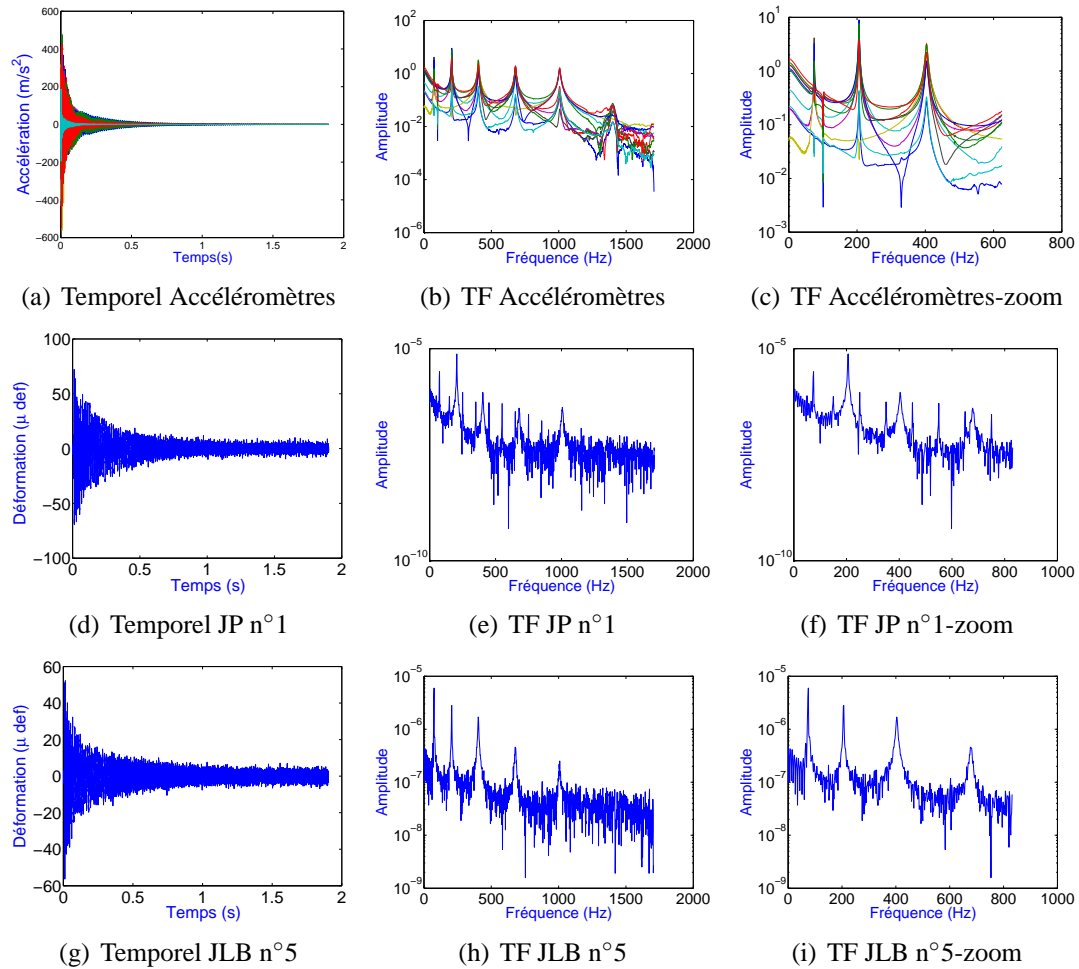 600
400
200
0
−200
−400
−600
0 0.5 1 1.5 2
Accélération (m/s²)
Temps(s)
(a) Temporel Accéléromètres
10²
10⁰
10⁻²
10⁻⁴
10⁻⁶
0 500 1000 1500 2000
Amplitude
Fréquence (Hz)
(b) TF Accéléromètres
10¹
10⁰
10⁻¹
10⁻²
10⁻³
0 200 400 600 800
Amplitude
Fréquence (Hz)
(c) TF Accéléromètres-zoom
100
50
0
−50
−100
0 0.5 1 1.5 2
Déformation (μ def)
Temps (s)
(d) Temporel JP n°1
10⁻⁵
10⁻¹⁰
0 500 1000 1500 2000
Amplitude
Fréquence (Hz)
(e) TF JP n°1
10⁻⁵
10⁻¹⁰
0 200 400 600 800 1000
Amplitude
Fréquence (Hz)
(f) TF JP n°1-zoom
60
40
20
0
−20
−40
−60
0 0.5 1 1.5 2
Déformation (μ def)
Temps (s)
(g) Temporel JLB n°5
10⁻⁵
10⁻⁶
10⁻⁷
10⁻⁸
10⁻⁹
0 500 1000 1500 2000
Amplitude
Fréquence (Hz)
(h) TF JLB n°5
10⁻⁵
10⁻⁶
10⁻⁷
10⁻⁸
10⁻⁹
0 200 400 600 800 1000
Amplitude
Fréquence (Hz)
(i) TF JLB n°5-zoom